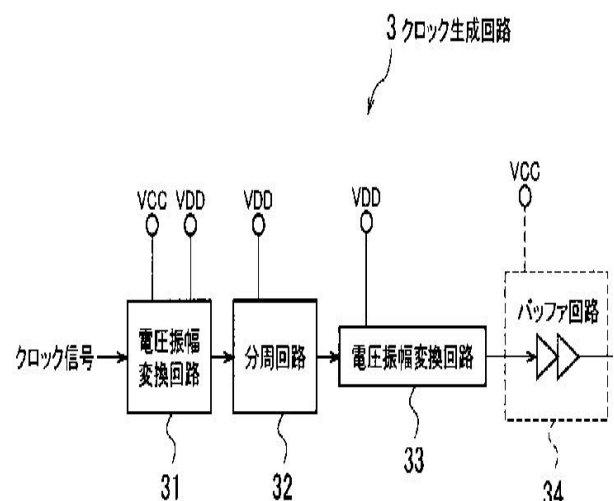 3 クロック生成回路
VCC
VCC VDD
VDD
VDD
バッファ回路
クロック信号
電圧振幅
変換回路
分周回路
電圧振幅変換回路
31
32
33
34